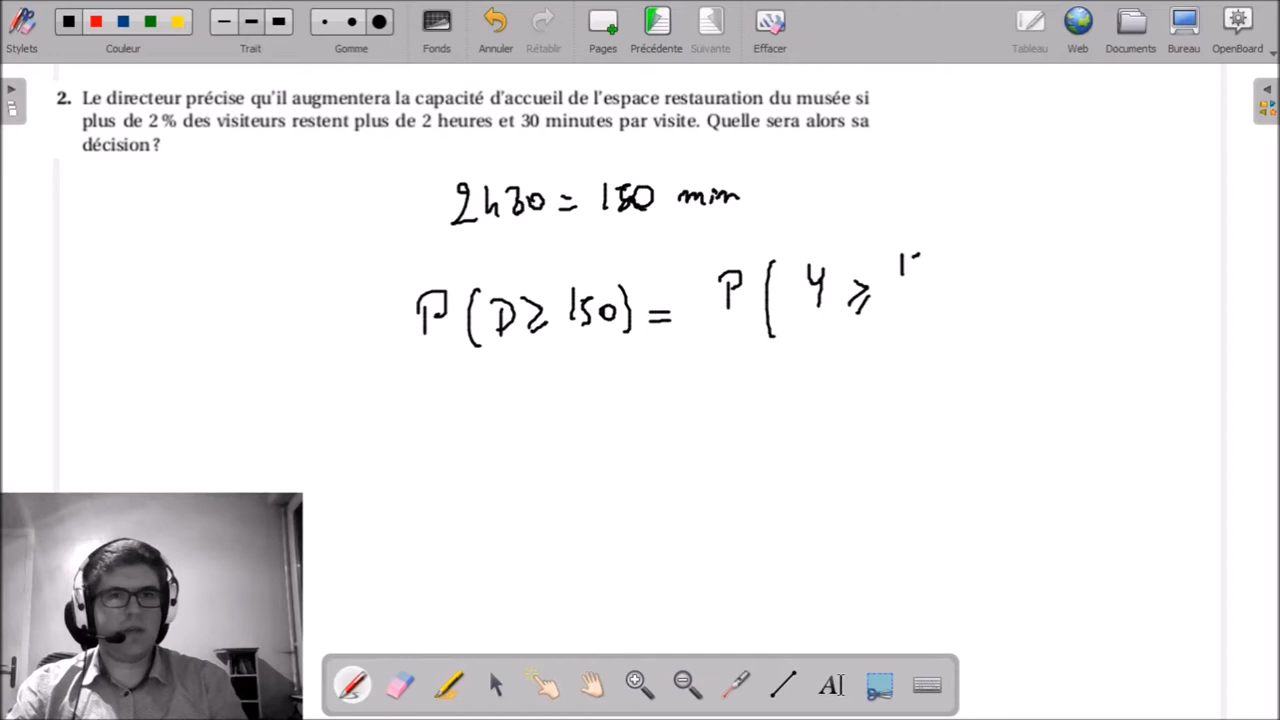 Stylets
Couleur
Trait
Gomme
Fonds
Annuler
Rétablir
Pages
Précédente
Suivante
Effacer
Tableau
Web
Documents
Bureau
OpenBoard
2. Le directeur précise qu'il augmentera la capacité d'accueil de l'espace restauration du musée si
plus de 2 % des visiteurs restent plus de 2 heures et 30 minutes par visite. Quelle sera alors sa
décision ?
2h30 = 150 min
P(D ≥ 150) = P( Y ≥ 1
AI